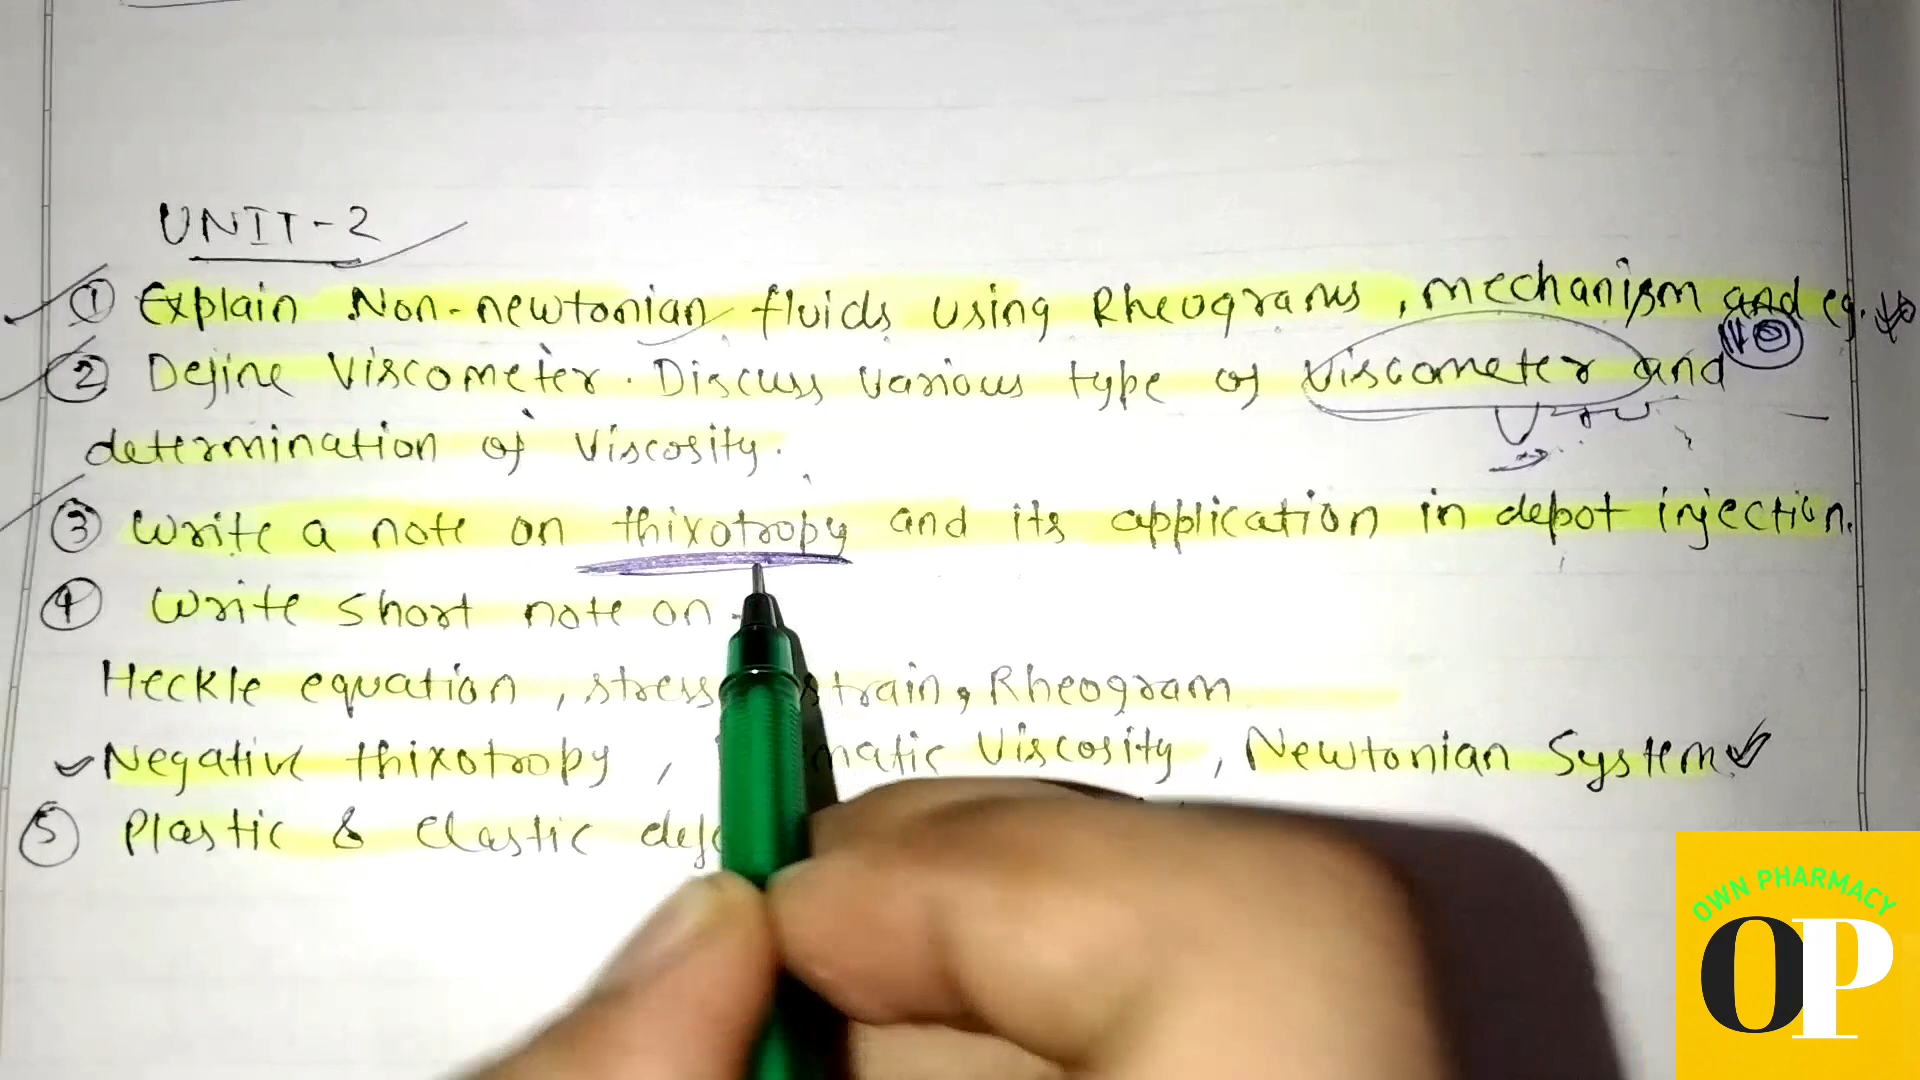 UNIT-2
① Explain Non-newtonian fluids using Rheograms, mechanism and eg.
② Define Viscometer. Discuss various type of viscometer and
determination of viscosity.
③ Write a note on thixotropy and its application in depot injection.
④ Write short note on
Heckle equation, stress strain, Rheogram
Negative thixotropy, Viscosity, Newtonian System
⑤ Plastic & Elastic
OWN PHARMACY
OP